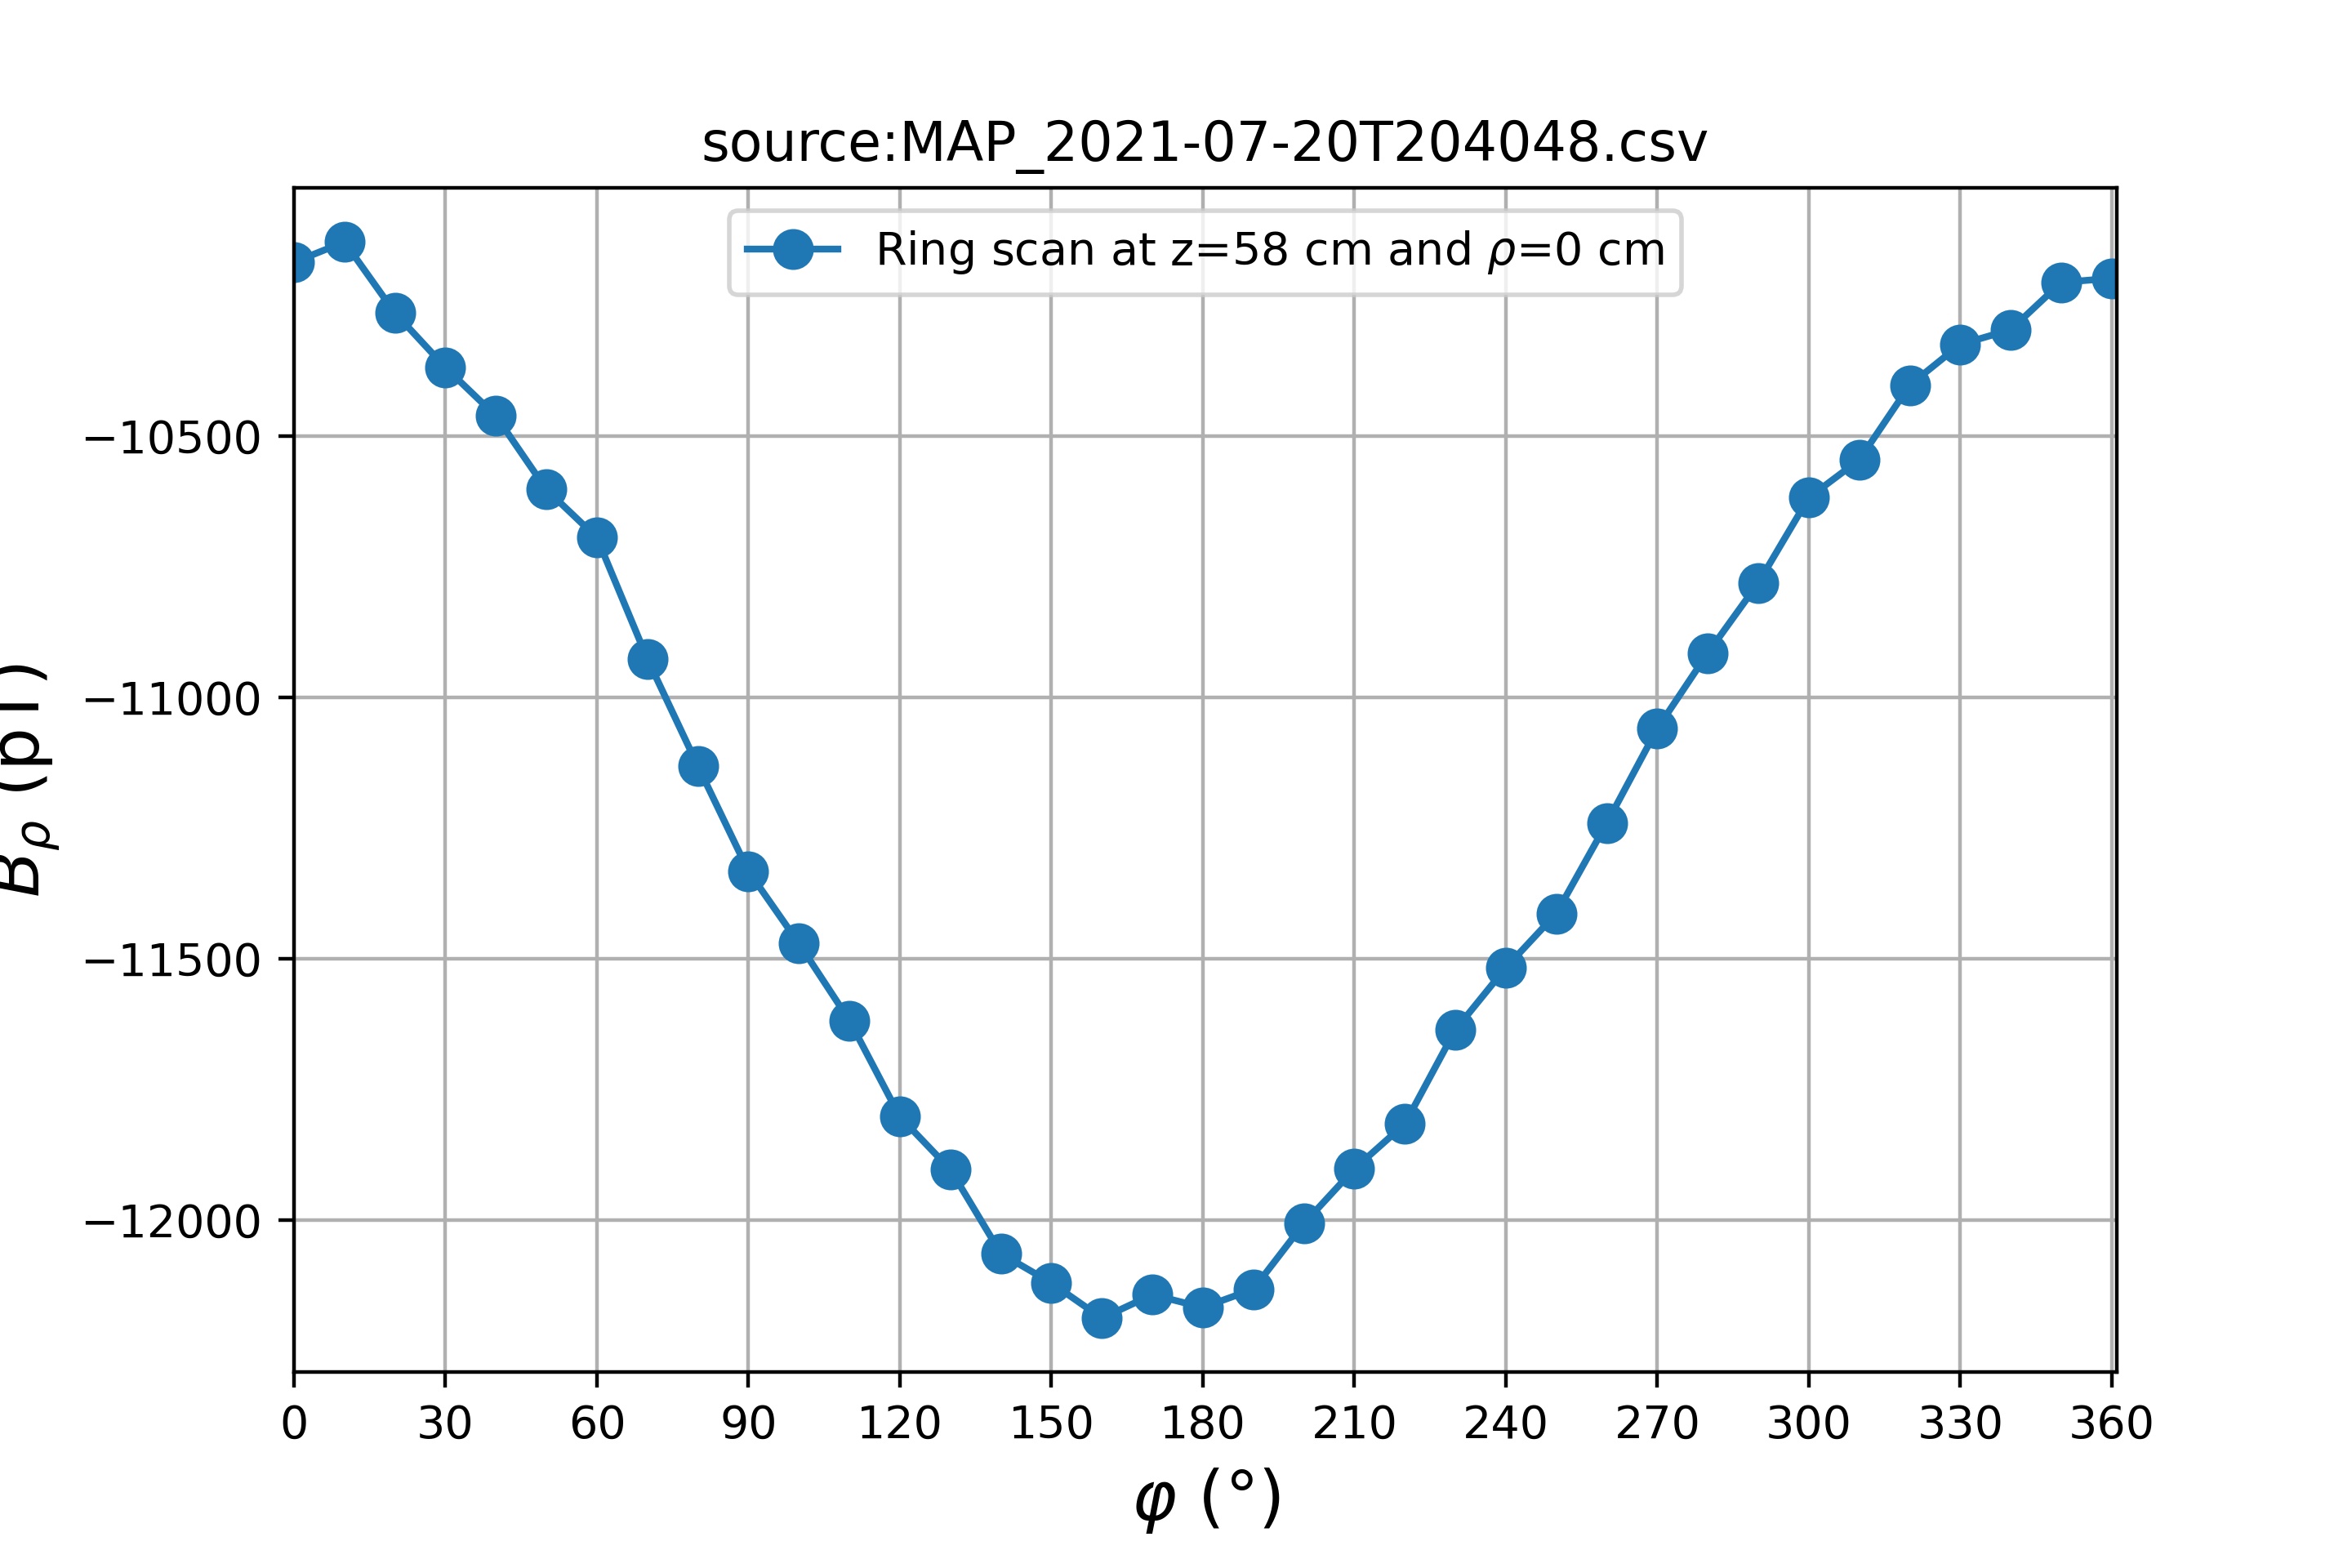 source:MAP_2021-07-20T204048.csv
Ring scan at z=58 cm and ρ=0 cm
−10500
−11000
−11500
−12000
Bρ (pT)
0 30 60 90 120 150 180 210 240 270 300 330 360
φ (°)